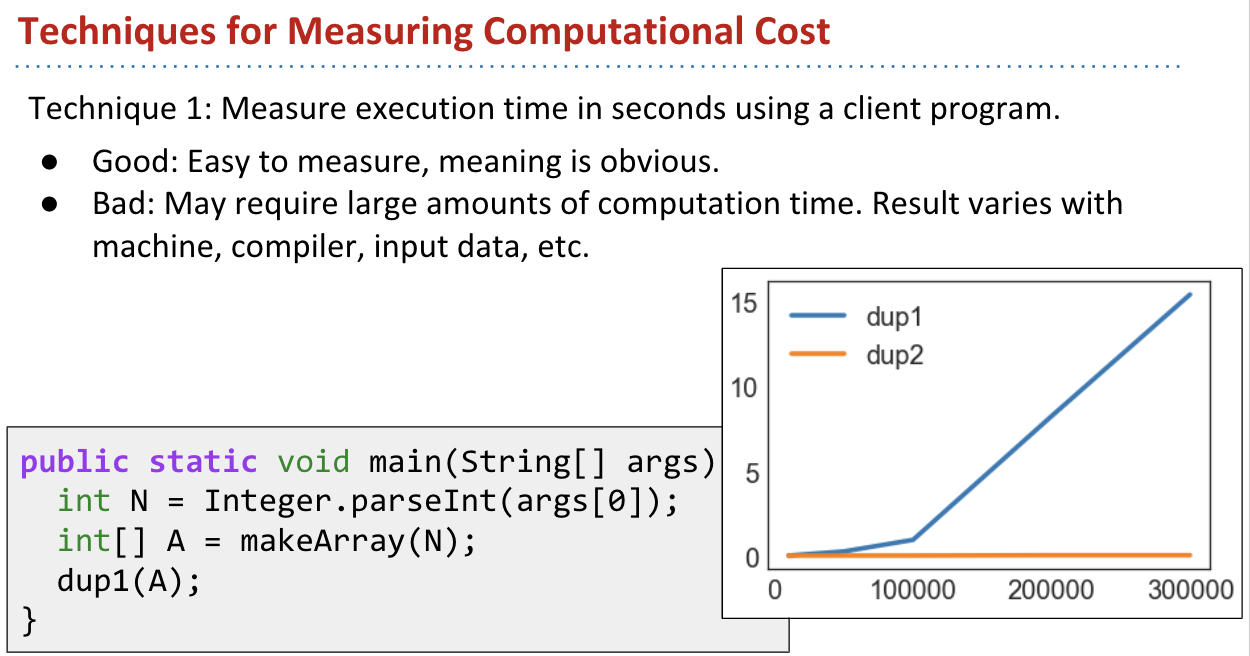 Techniques for Measuring Computational Cost
Technique 1: Measure execution time in seconds using a client program.
● Good: Easy to measure, meaning is obvious.
● Bad: May require large amounts of computation time. Result varies with
machine, compiler, input data, etc.
public static void main(String[] args)
int N = Integer.parseInt(args[0]);
int[] A = makeArray(N);
dup1(A);
}
dup1
dup2
15
10
5
0
0 100000 200000 300000